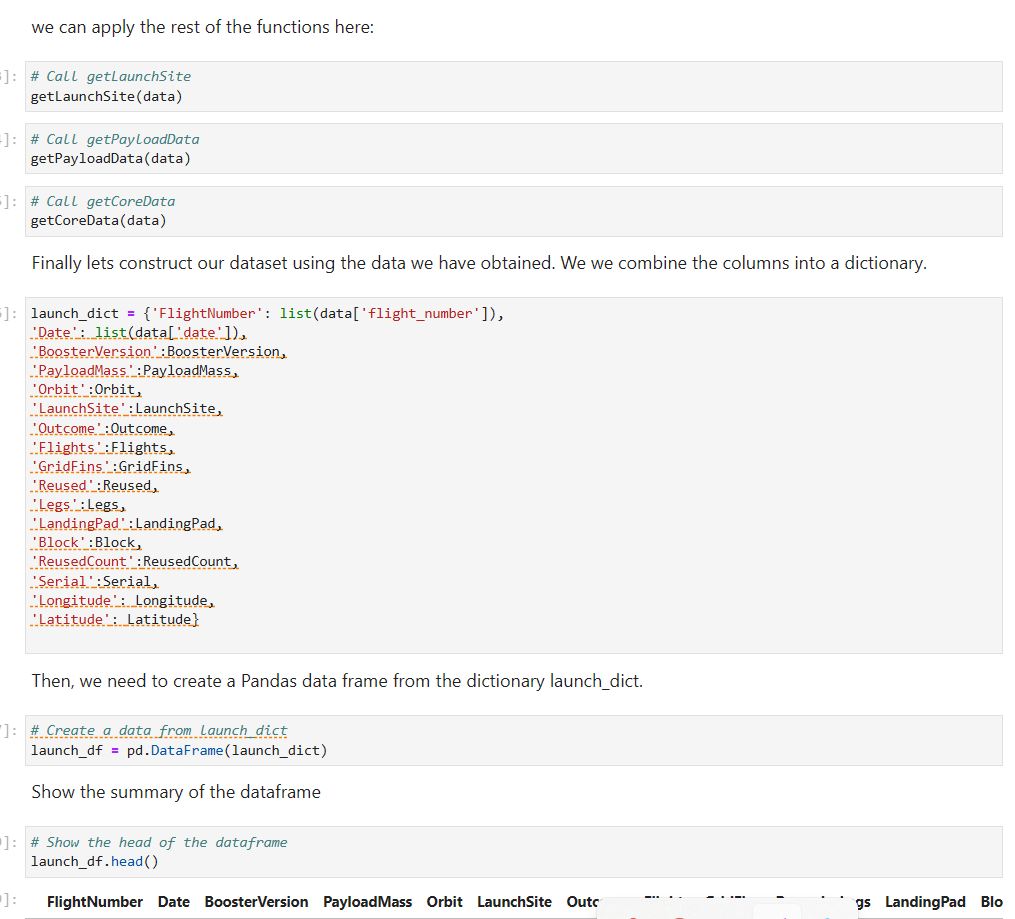 we can apply the rest of the functions here:
]: # Call getLaunchSite
getLaunchSite(data)
]: # Call getPayloadData
getPayloadData(data)
]: # Call getCoreData
getCoreData(data)
Finally lets construct our dataset using the data we have obtained. We we combine the columns into a dictionary.
]: launch_dict = {'FlightNumber': list(data['flight_number']),
'Date': list(data['date']),
'BoosterVersion':BoosterVersion,
'PayloadMass':PayloadMass,
'Orbit':Orbit,
'LaunchSite':LaunchSite,
'Outcome':Outcome,
'Flights':Flights,
'GridFins':GridFins,
'Reused':Reused,
'Legs':Legs,
'LandingPad':LandingPad,
'Block':Block,
'ReusedCount':ReusedCount,
'Serial':Serial,
'Longitude': Longitude,
'Latitude': Latitude}
Then, we need to create a Pandas data frame from the dictionary launch_dict.
]: # Create a data from launch_dict
launch_df = pd.DataFrame(launch_dict)
Show the summary of the dataframe
]: # Show the head of the dataframe
launch_df.head()
]: FlightNumber Date BoosterVersion PayloadMass Orbit LaunchSite LandingPad